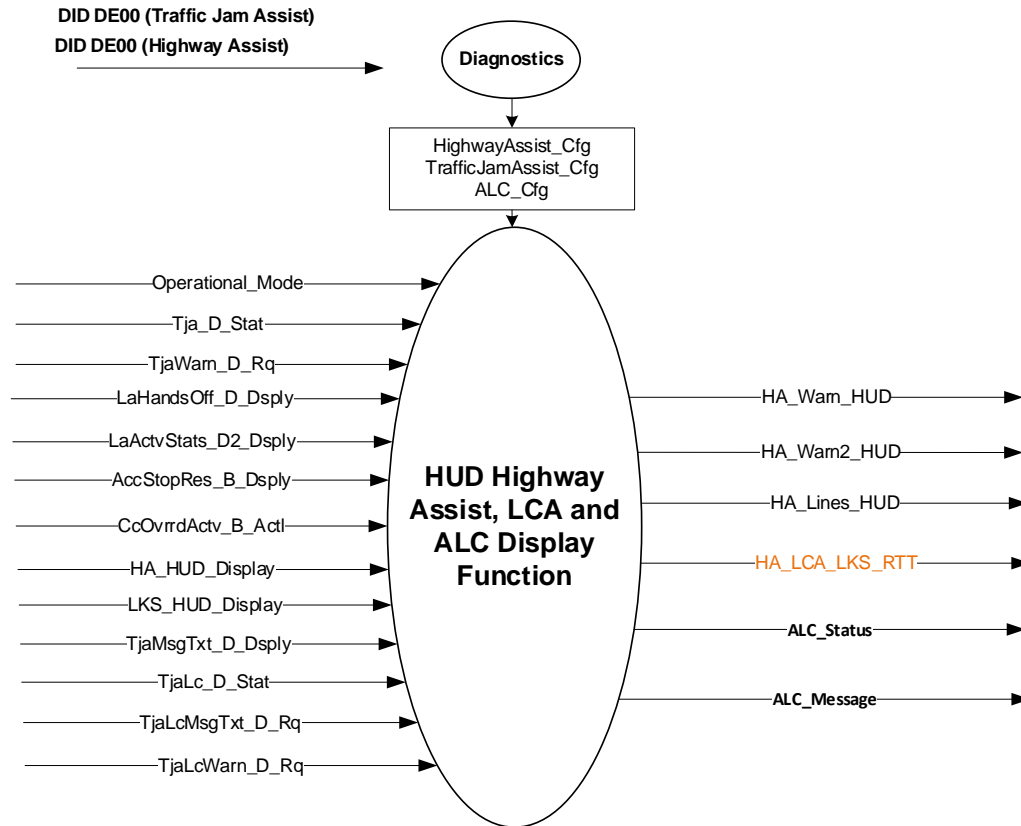 DID DE00 (Traffic Jam Assist)
DID DE00 (Highway Assist)
Diagnostics
HighwayAssist_Cfg
TrafficJamAssist_Cfg
ALC_Cfg
Operational_Mode
Tja_D_Stat
TjaWarn_D_Rq
LaHandsOff_D_Dsply
LaActvStats_D2_Dsply
AccStopRes_B_Dsply
CcOvrrdActv_B_Actl
HA_HUD_Display
LKS_HUD_Display
TjaMsgTxt_D_Dsply
TjaLc_D_Stat
TjaLcMsgTxt_D_Rq
TjaLcWarn_D_Rq
HUD Highway
Assist, LCA and
ALC Display
Function
HA_Warn_HUD
HA_Warn2_HUD
HA_Lines_HUD
HA_LCA_LKS_RTT
ALC_Status
ALC_Message